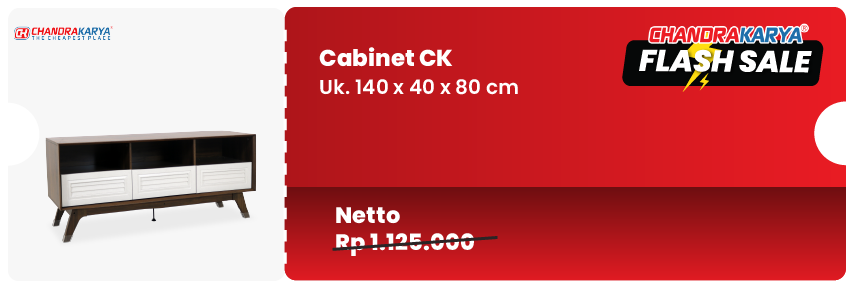 CHANDRAKARYA®
THE CHEAPEST PLACE
Cabinet CK
Uk. 140 x 40 x 80 cm
CHANDRAKARYA®
FLASH SALE
Netto
Rp 1.125.000